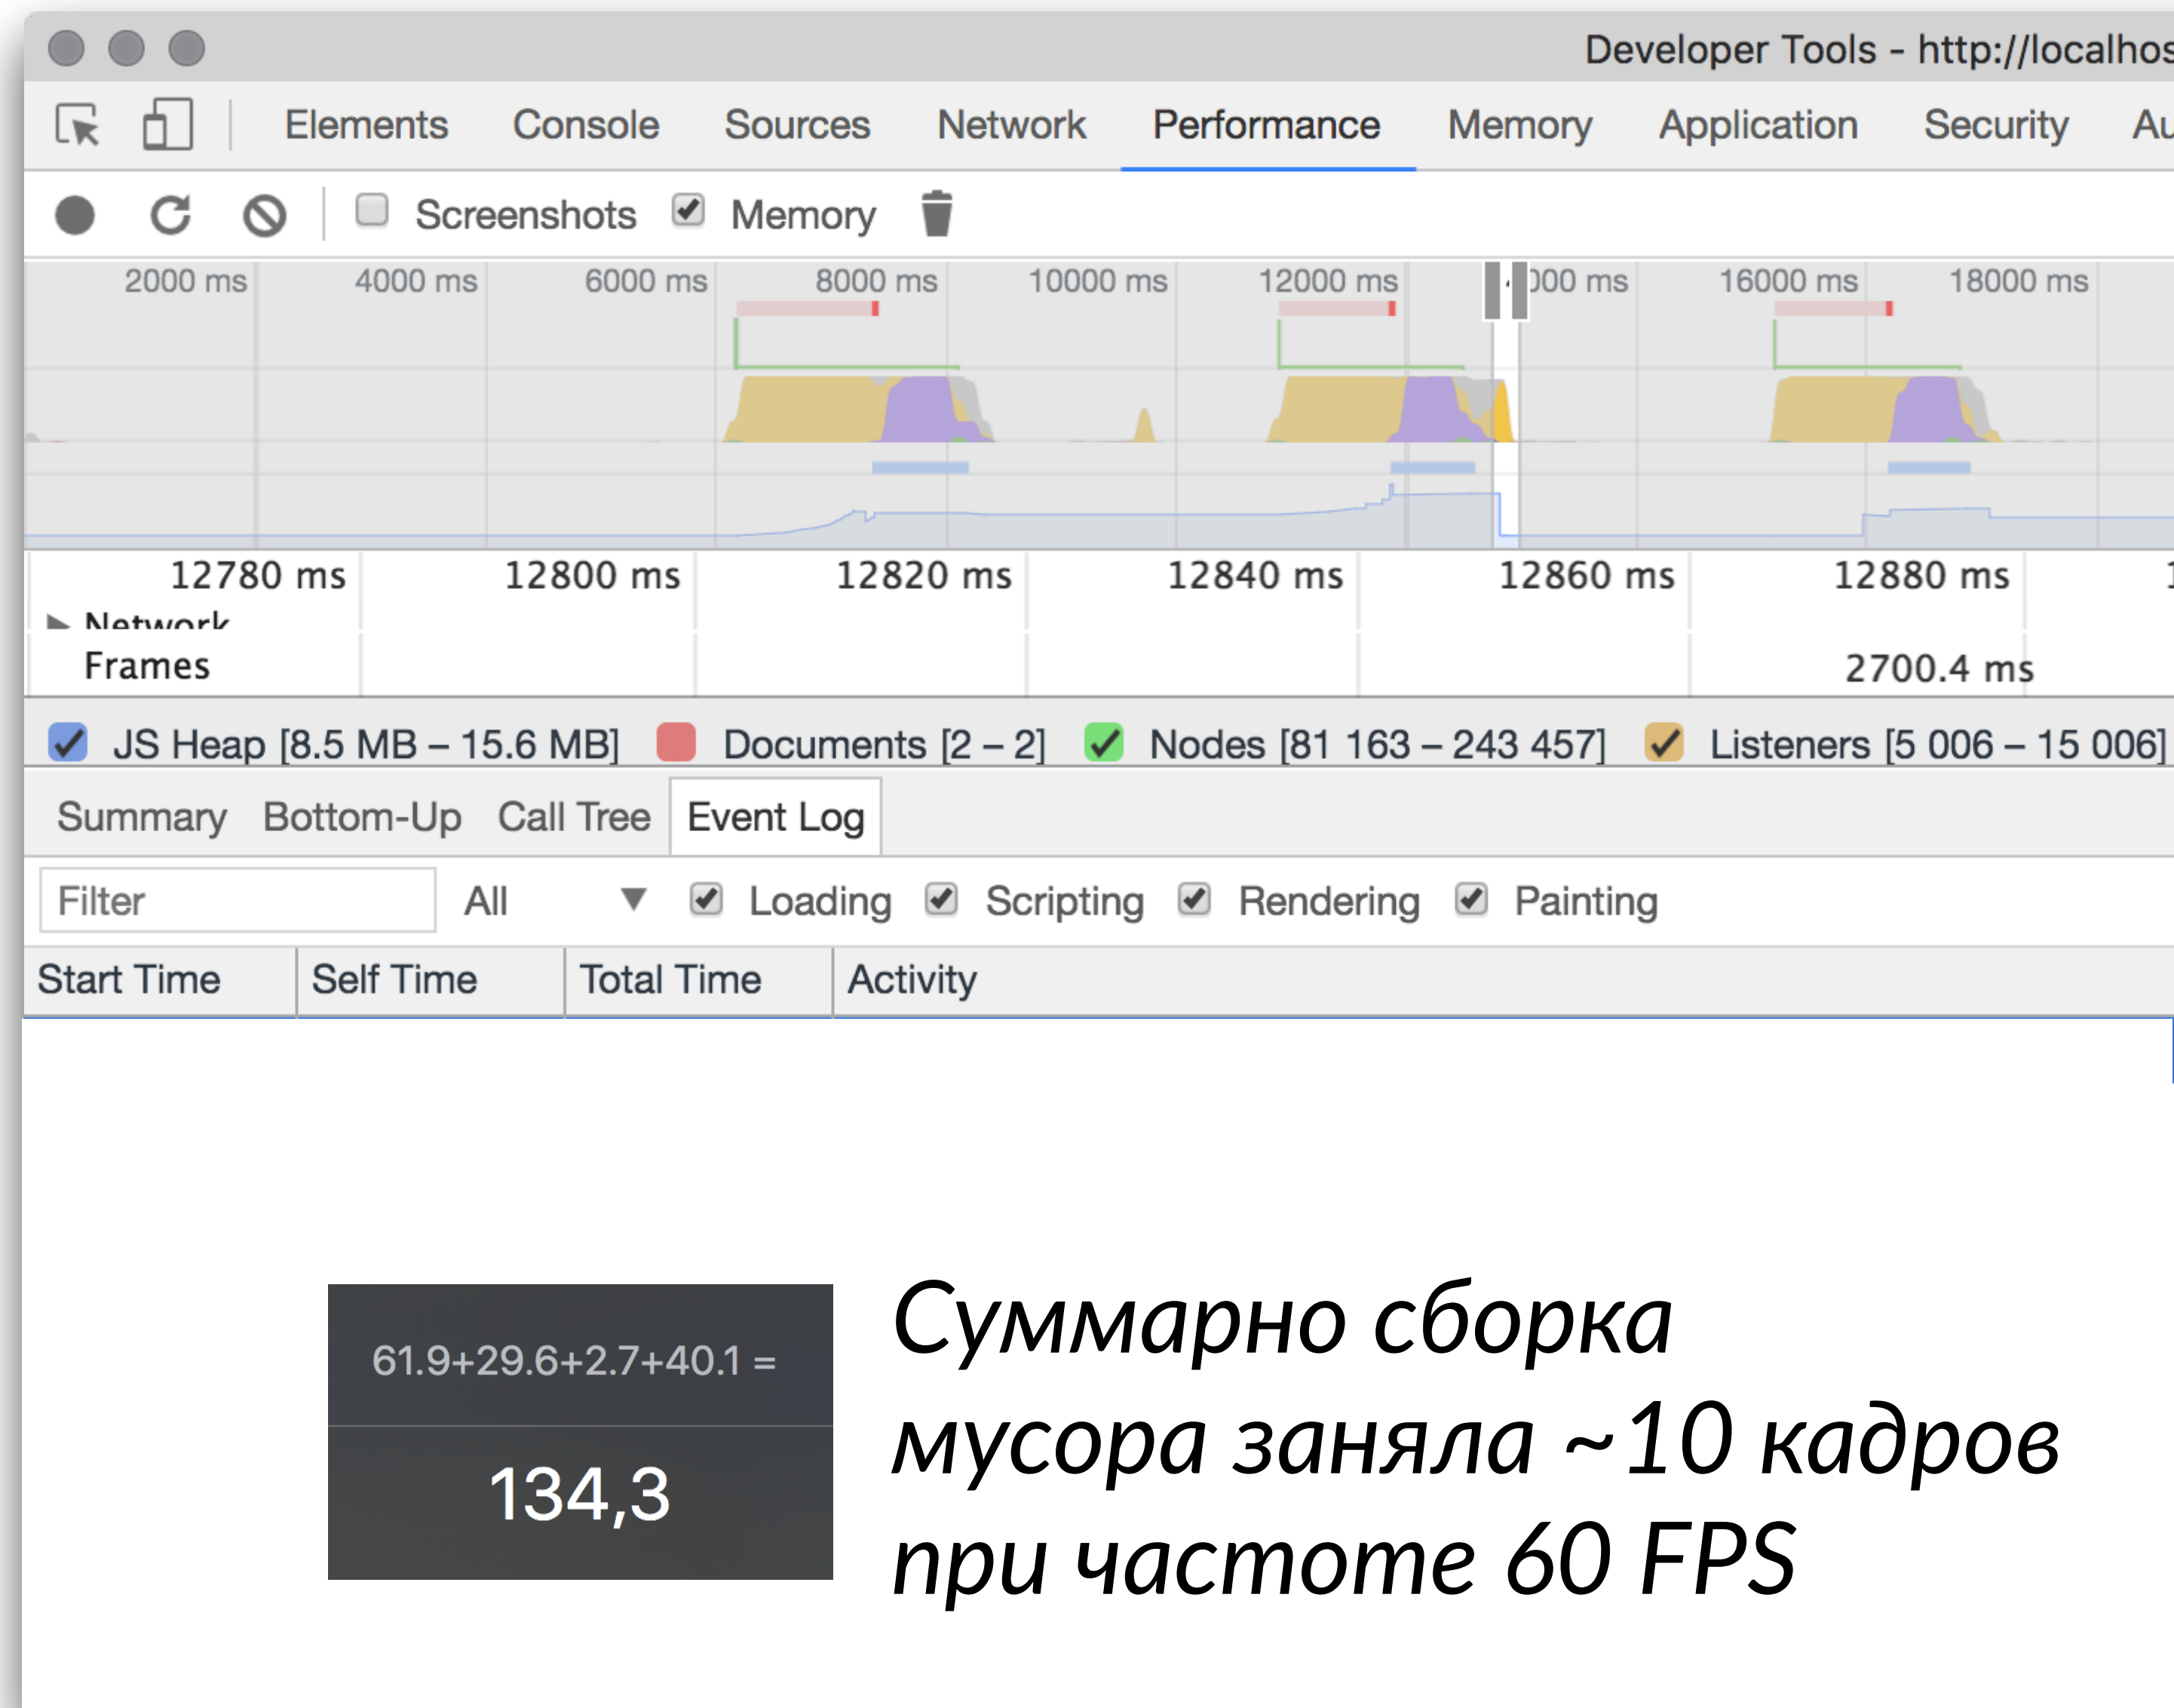 Developer Tools - http://localhos
Elements Console Sources Network Performance Memory Application Security Au
Screenshots Memory
2000 ms 4000 ms 6000 ms 8000 ms 10000 ms 12000 ms 000 ms 16000 ms 18000 ms
12780 ms 12800 ms 12820 ms 12840 ms 12860 ms 12880 ms 1
Network
Frames 2700.4 ms
JS Heap [8.5 MB – 15.6 MB] Documents [2 – 2] Nodes [81 163 – 243 457] Listeners [5 006 – 15 006]
Summary Bottom-Up Call Tree Event Log
Filter All Loading Scripting Rendering Painting
Start Time Self Time Total Time Activity
61.9+29.6+2.7+40.1 =
134,3
Суммарно сборка
мусора заняла ~10 кадров
при частоте 60 FPS